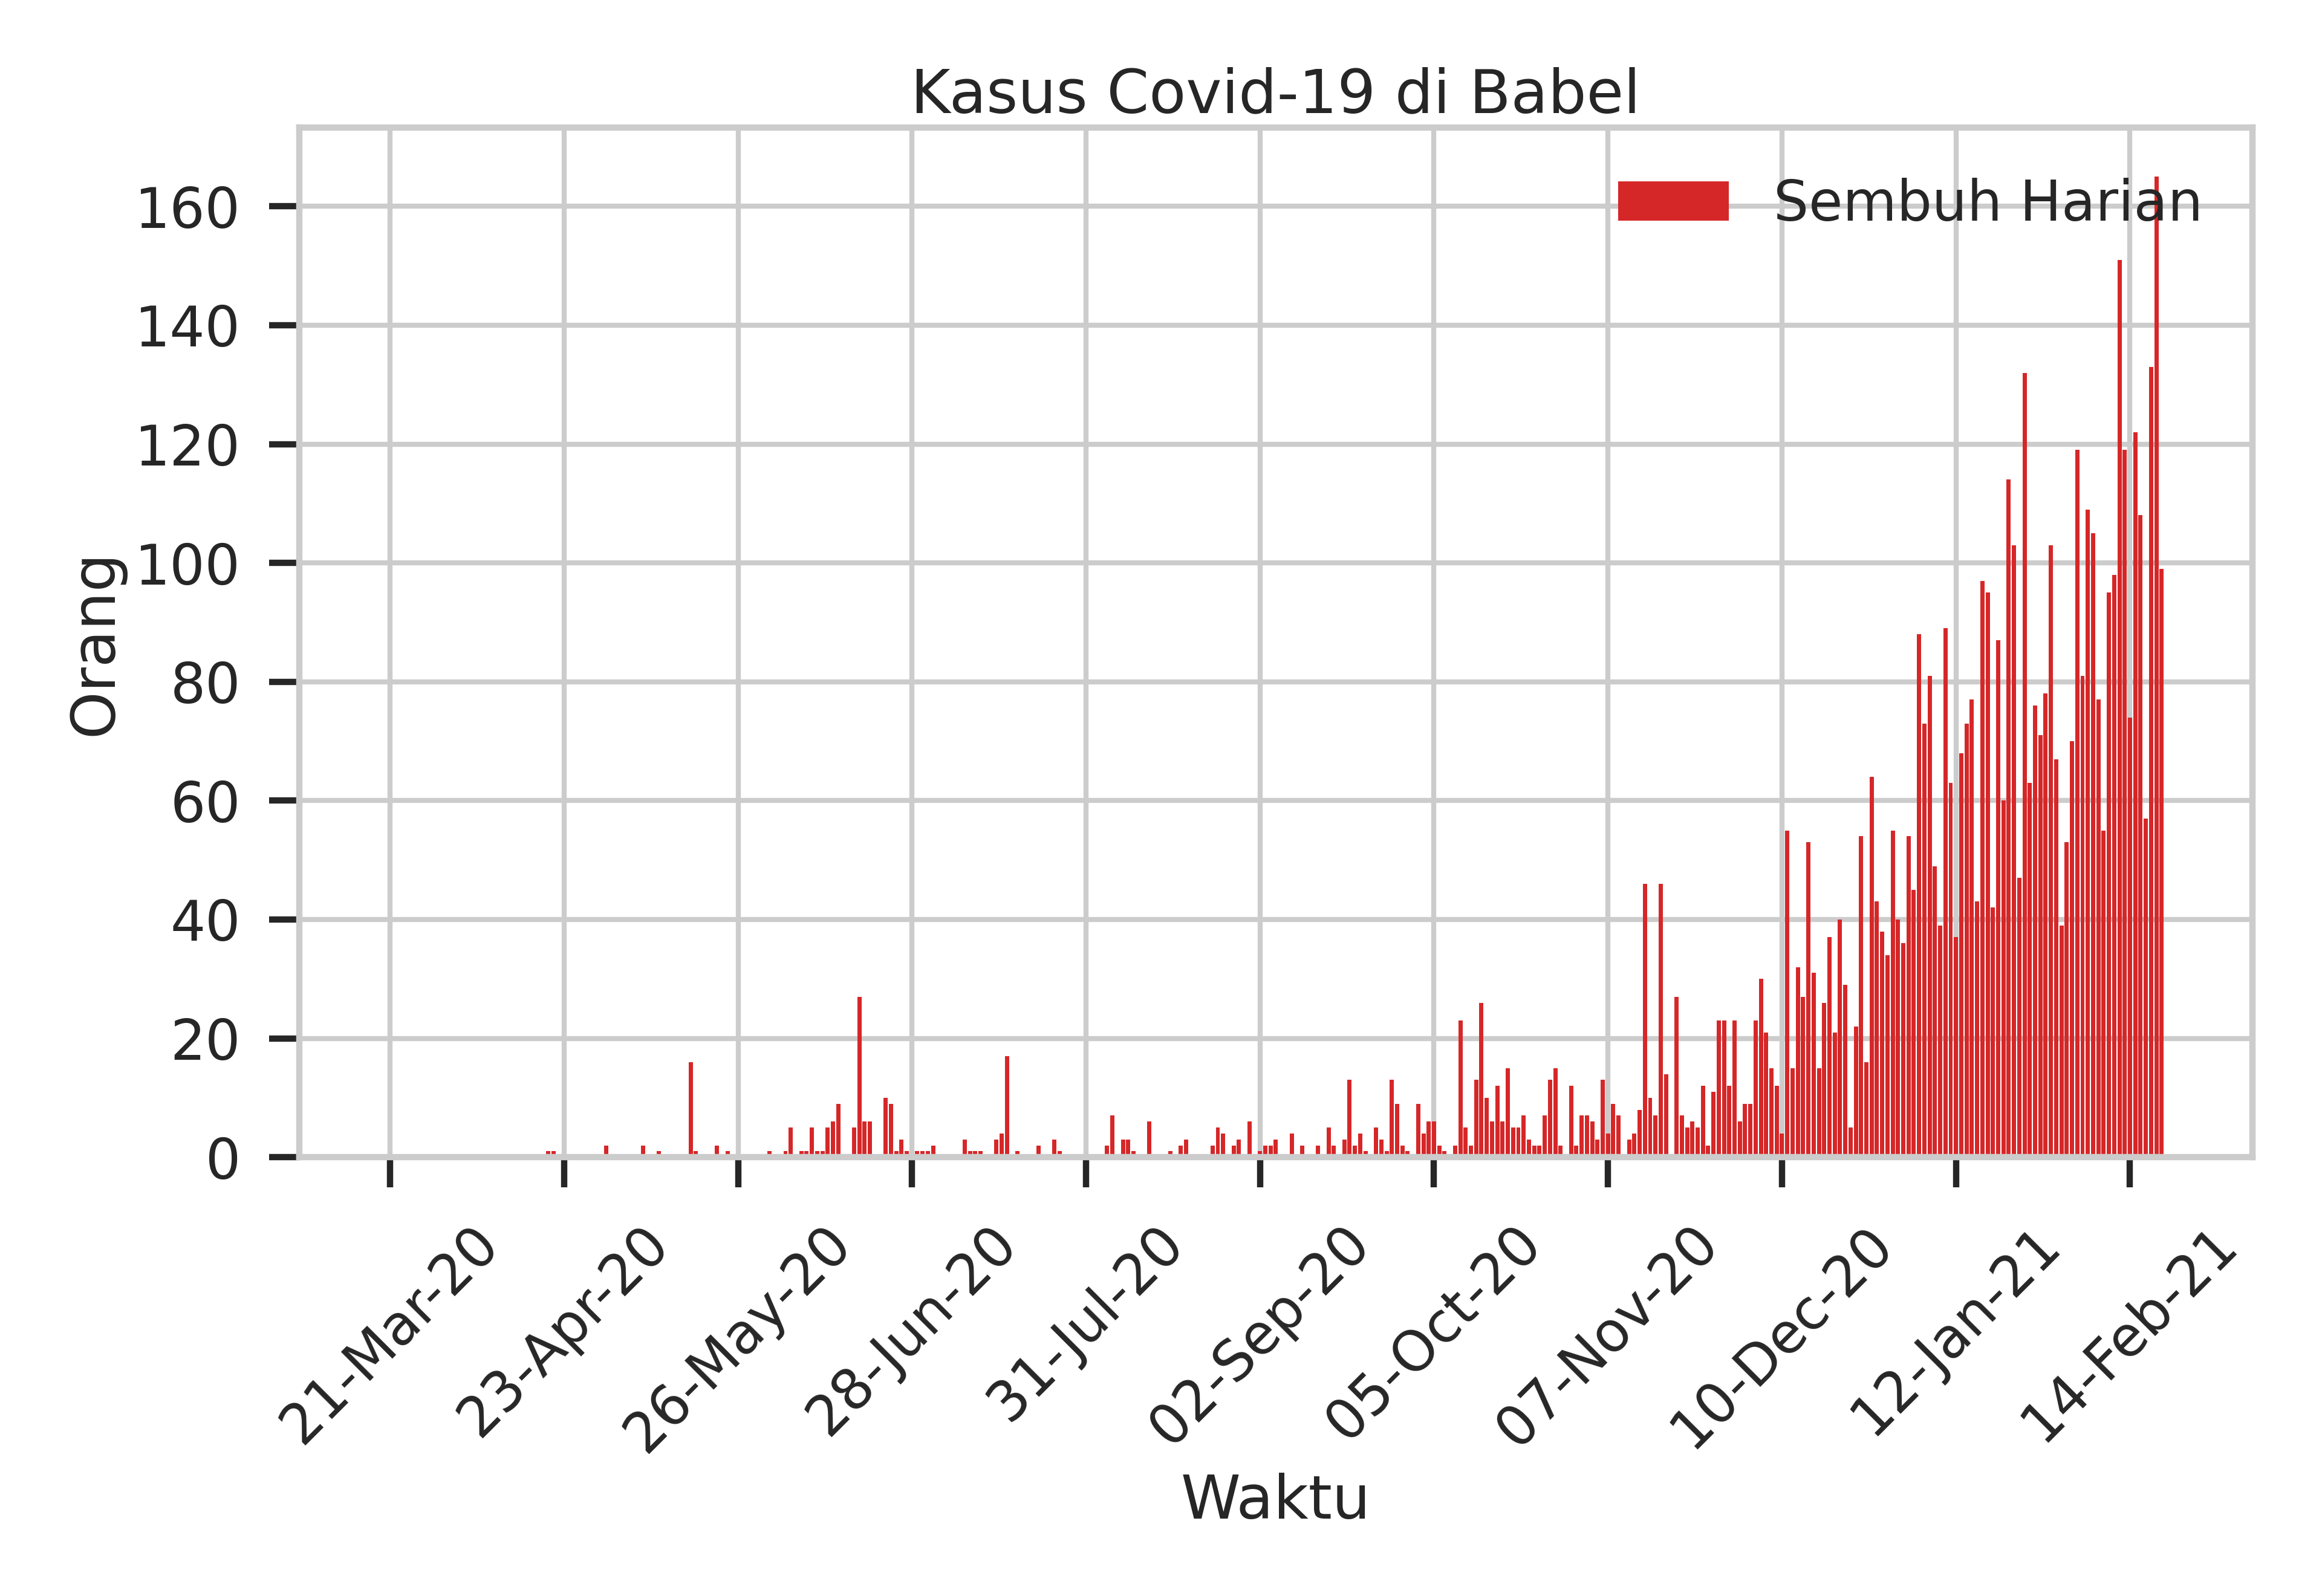 Kasus Covid-19 di Babel
Sembuh Harian
Orang
160
140
120
100
80
60
40
20
0
21-Mar-20
23-Apr-20
26-May-20
28-Jun-20
31-Jul-20
02-Sep-20
05-Oct-20
07-Nov-20
10-Dec-20
12-Jan-21
14-Feb-21
Waktu